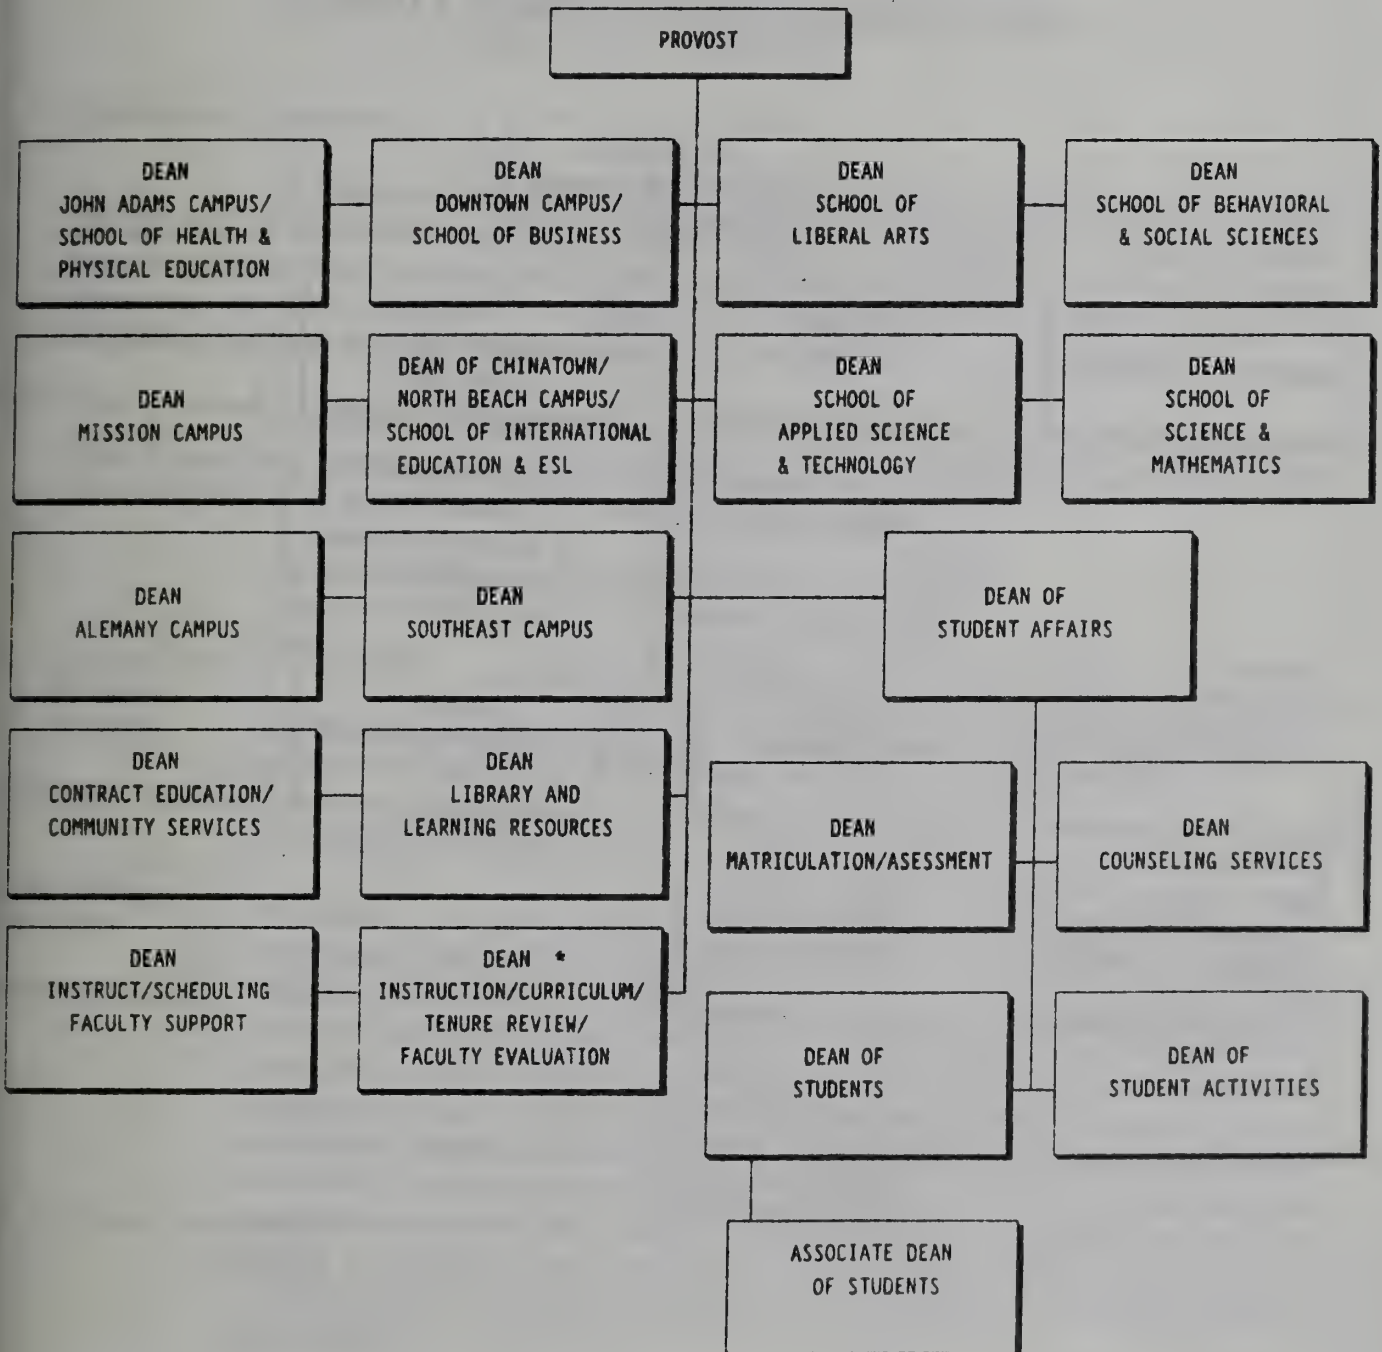 PROVOST
DEAN
JOHN ADAMS CAMPUS/
SCHOOL OF HEALTH &
PHYSICAL EDUCATION
DEAN
DOWNTOWN CAMPUS/
SCHOOL OF BUSINESS
DEAN
SCHOOL OF
LIBERAL ARTS
DEAN
SCHOOL OF BEHAVIORAL
& SOCIAL SCIENCES
DEAN
MISSION CAMPUS
DEAN OF CHINATOWN/
NORTH BEACH CAMPUS/
SCHOOL OF INTERNATIONAL
EDUCATION & ESL
DEAN
SCHOOL OF
APPLIED SCIENCE
& TECHNOLOGY
DEAN
SCHOOL OF
SCIENCE &
MATHEMATICS
DEAN
ALEMANY CAMPUS
DEAN
SOUTHEAST CAMPUS
DEAN OF
STUDENT AFFAIRS
DEAN
CONTRACT EDUCATION/
COMMUNITY SERVICES
DEAN
LIBRARY AND
LEARNING RESOURCES
DEAN
MATRICULATION/ASESSMENT
DEAN
COUNSELING SERVICES
DEAN
INSTRUCT/SCHEDULING
FACULTY SUPPORT
DEAN *
INSTRUCTION/CURRICULUM/
TENURE REVIEW/
FACULTY EVALUATION
DEAN OF
STUDENTS
DEAN OF
STUDENT ACTIVITIES
ASSOCIATE DEAN
OF STUDENTS